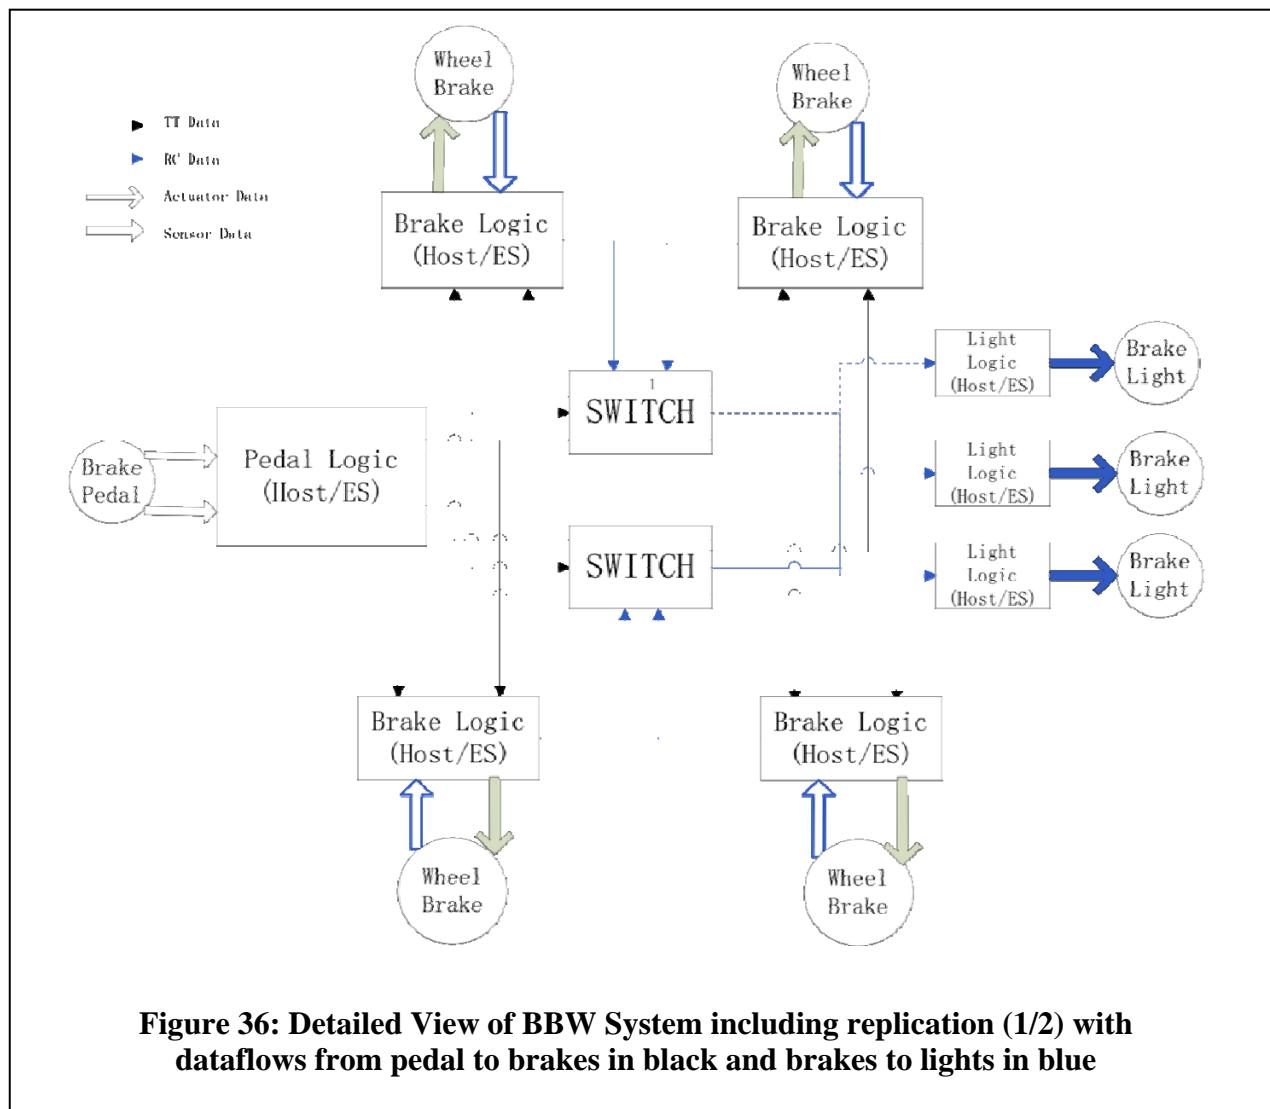 Wheel
Brake
Wheel
Brake
TT Data
RC Data
Actuator Data
Sensor Data
Brake Logic
(Host/ES)
Brake Logic
(Host/ES)
Light
Logic
(Host/ES)
Brake
Light
1
SWITCH
Brake
Pedal
Pedal Logic
(Host/ES)
Light
Logic
(Host/ES)
Brake
Light
SWITCH
Light
Logic
(Host/ES)
Brake
Light
Brake Logic
(Host/ES)
Brake Logic
(Host/ES)
Wheel
Brake
Wheel
Brake
Figure 36: Detailed View of BBW System including replication (1/2) with
dataflows from pedal to brakes in black and brakes to lights in blue